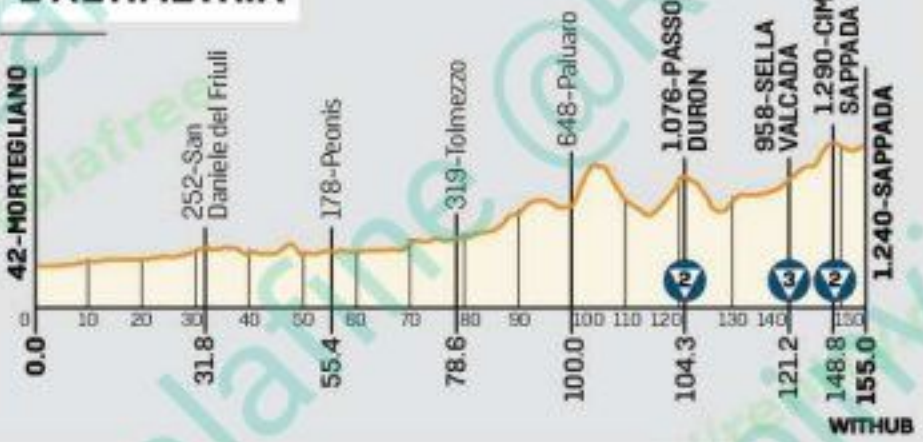 42-MORTEGLIANO
252-San
Daniele del Friuli
178-Peonis
319-Tolmezzo
648-Paluaro
1.076-PASSO
DURON
958-SELLA
VALCADA
1.290-CIM
SAPPADA
1.240-SAPPADA
2
3
2
0
10
20
30
40
50
60
70
80
90
100
110
120
130
140
150
0.0
31.8
55.4
78.6
100.0
104.3
121.2
148.8
155.0
WITHUB